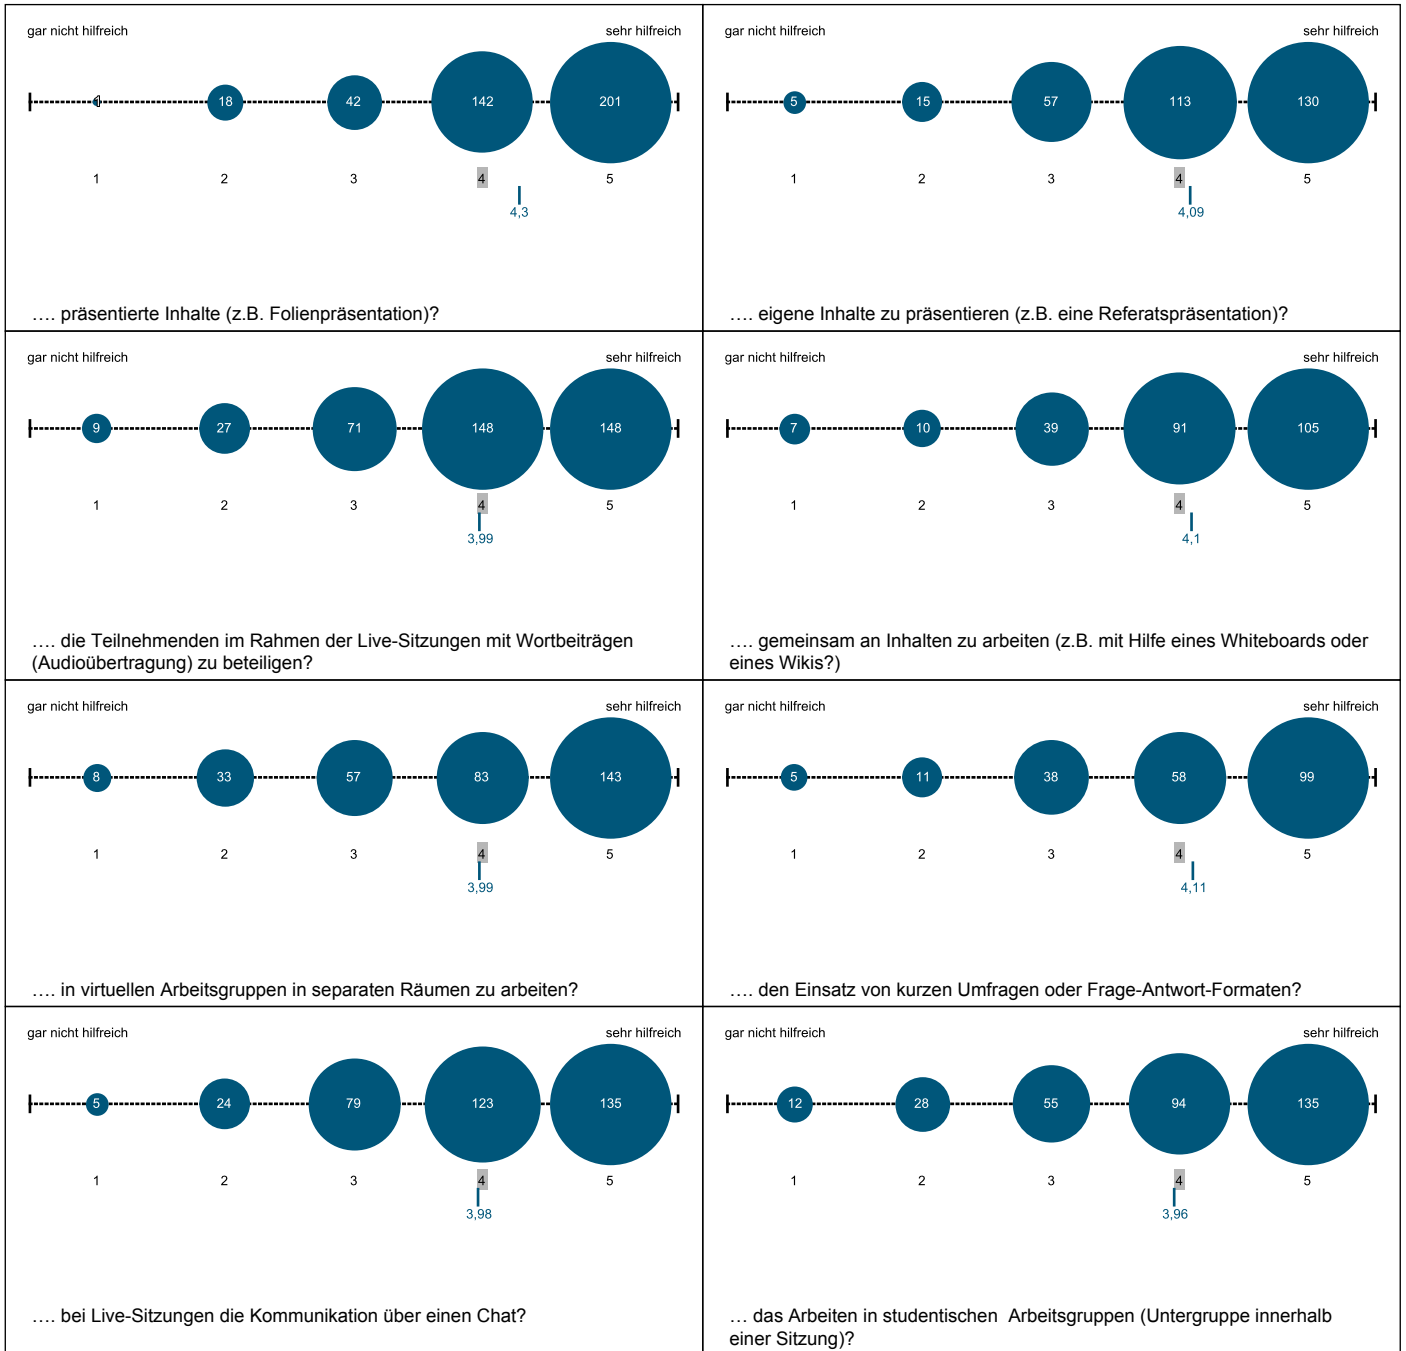 gar nicht hilfreich sehr hilfreich
18 42 142 201
1 2 3 4 5
4,3
…. präsentierte Inhalte (z.B. Folienpräsentation)?
gar nicht hilfreich sehr hilfreich
5 15 57 113 130
1 2 3 4 5
4,09
…. eigene Inhalte zu präsentieren (z.B. eine Referatspräsentation)?
gar nicht hilfreich sehr hilfreich
9 27 71 148 148
1 2 3 4 5
3,99
…. die Teilnehmenden im Rahmen der Live-Sitzungen mit Wortbeiträgen
(Audioübertragung) zu beteiligen?
gar nicht hilfreich sehr hilfreich
7 10 39 91 105
1 2 3 4 5
4,1
…. gemeinsam an Inhalten zu arbeiten (z.B. mit Hilfe eines Whiteboards oder
eines Wikis?)
gar nicht hilfreich sehr hilfreich
8 33 57 83 143
1 2 3 4 5
3,99
…. in virtuellen Arbeitsgruppen in separaten Räumen zu arbeiten?
gar nicht hilfreich sehr hilfreich
5 11 38 58 99
1 2 3 4 5
4,11
…. den Einsatz von kurzen Umfragen oder Frage-Antwort-Formaten?
gar nicht hilfreich sehr hilfreich
5 24 79 123 135
1 2 3 4 5
3,98
…. bei Live-Sitzungen die Kommunikation über einen Chat?
gar nicht hilfreich sehr hilfreich
12 28 55 94 135
1 2 3 4 5
3,96
… das Arbeiten in studentischen Arbeitsgruppen (Untergruppe innerhalb
einer Sitzung)?